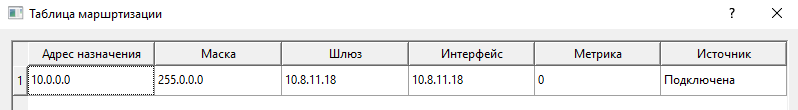 Таблица маршртизации
? ×
Адрес назначения Маска Шлюз Интерфейс Метрика Источник
1 10.0.0.0 255.0.0.0 10.8.11.18 10.8.11.18 0 Подключена